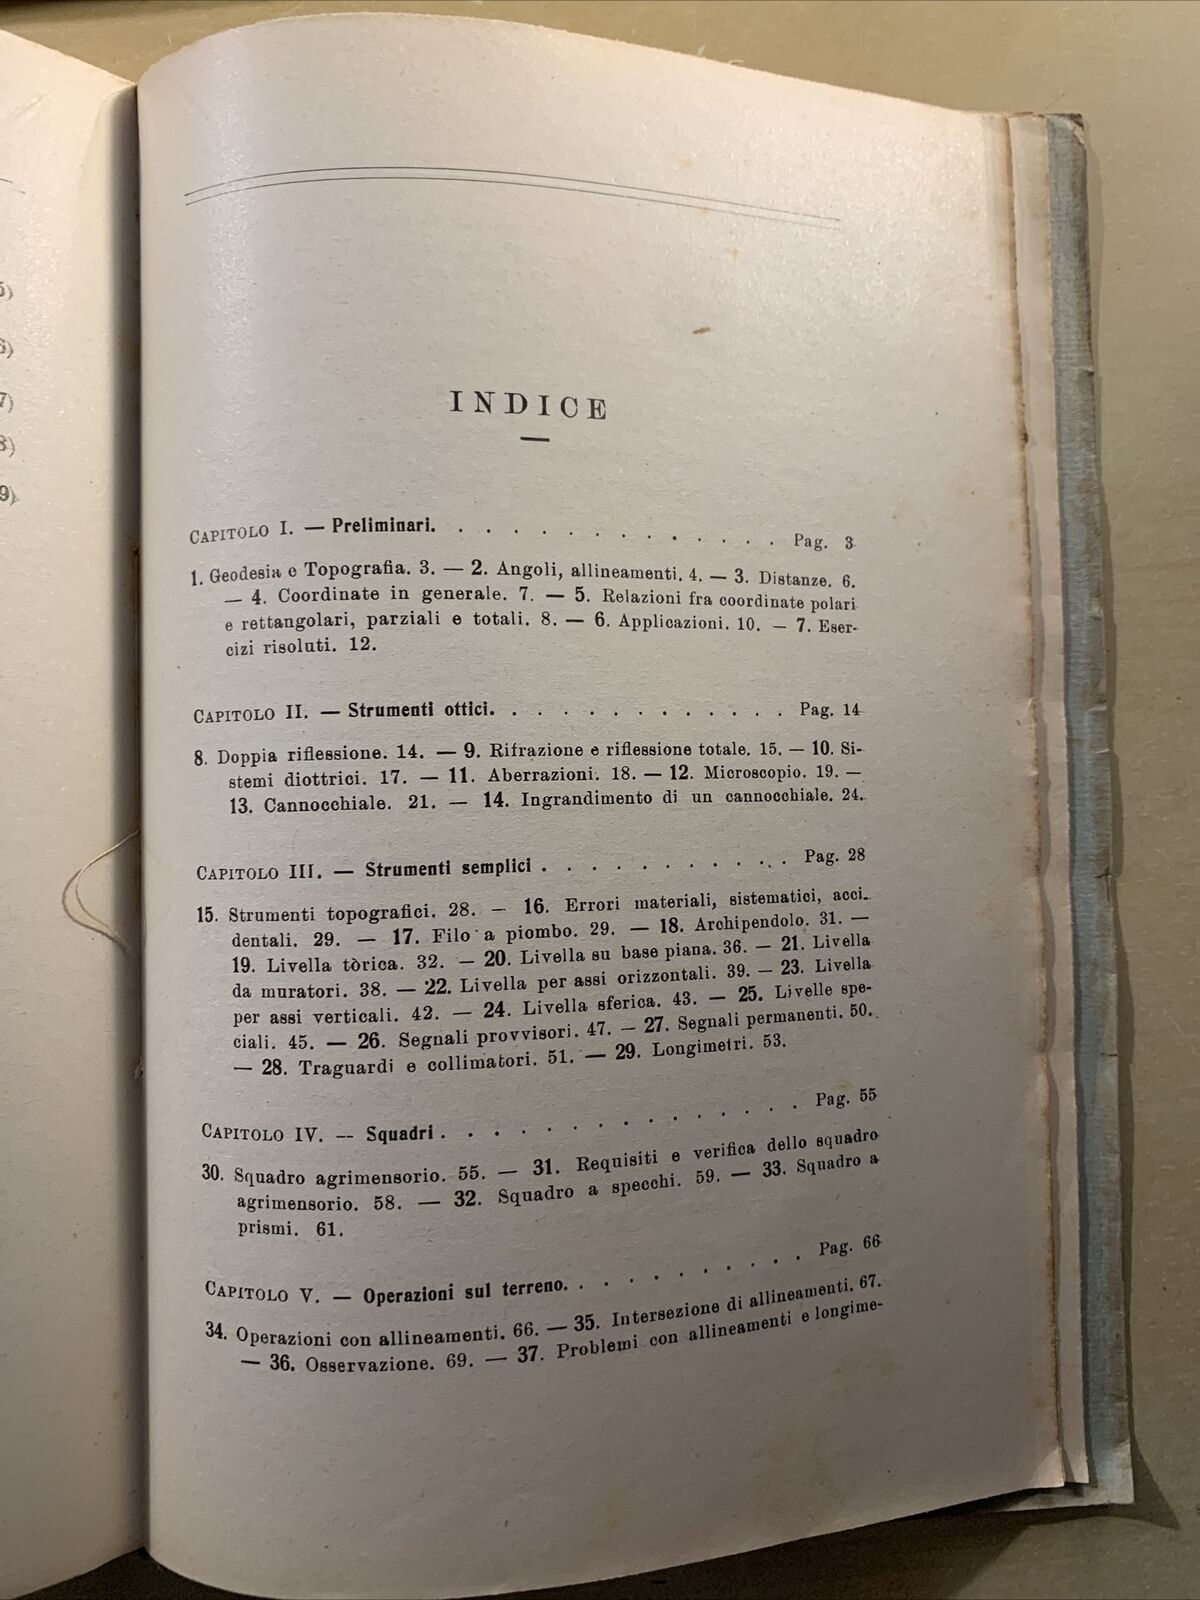 5)
6)
7)
8)
9)
INDICE
CAPITOLO I. — Preliminari. . . . . . . . . . . . . . Pag. 3
1. Geodesia e Topografia. 3. — 2. Angoli, allineamenti. 4. — 3. Distanze. 6.
— 4. Coordinate in generale. 7. — 5. Relazioni fra coordinate polari
e rettangolari, parziali e totali. 8. — 6. Applicazioni. 10. — 7. Eser-
cizi risoluti. 12.
CAPITOLO II. — Strumenti ottici. . . . . . . . . . . . Pag. 14
8. Doppia riflessione. 14. — 9. Rifrazione e riflessione totale. 15. — 10. Si-
stemi diottrici. 17. — 11. Aberrazioni. 18. — 12. Microscopio. 19. —
13. Cannocchiale. 21. — 14. Ingrandimento di un cannocchiale. 24.
CAPITOLO III. — Strumenti semplici . . . . . . . . . . . Pag. 28
15. Strumenti topografici. 28. — 16. Errori materiali, sistematici, acci-
dentali. 29. — 17. Filo a piombo. 29. — 18. Archipendolo. 31. —
19. Livella tòrica. 32. — 20. Livella su base piana. 36. — 21. Livella
da muratori. 38. — 22. Livella per assi orizzontali. 39. — 23. Livella
per assi verticali. 42. — 24. Livella sferica. 43. — 25. Livelle spe-
ciali. 45. — 26. Segnali provvisori. 47. — 27. Segnali permanenti. 50.
— 28. Traguardi e collimatori. 51. — 29. Longimetri. 53.
CAPITOLO IV. — Squadri . . . . . . . . . . . . . . . Pag. 55
30. Squadro agrimensorio. 55. — 31. Requisiti e verifica dello squadro
agrimensorio. 58. — 32. Squadro a specchi. 59. — 33. Squadro a
prismi. 61.
CAPITOLO V. — Operazioni sul terreno. . . . . . . . . . . Pag. 66
34. Operazioni con allineamenti. 66. — 35. Intersezione di allineamenti. 67.
— 36. Osservazione. 69. — 37. Problemi con allineamenti e longime-